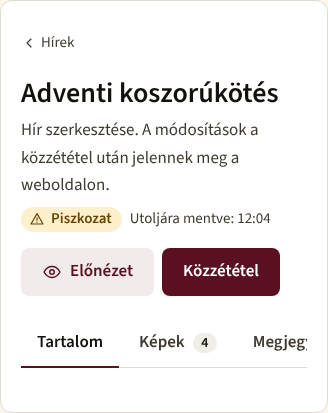 Hírek
Adventi koszorúkötés
Hír szerkesztése. A módosítások a
közzététel után jelennek meg a
weboldalon.
Piszkozat Utoljára mentve: 12:04
Előnézet Közzététel
Tartalom Képek 4